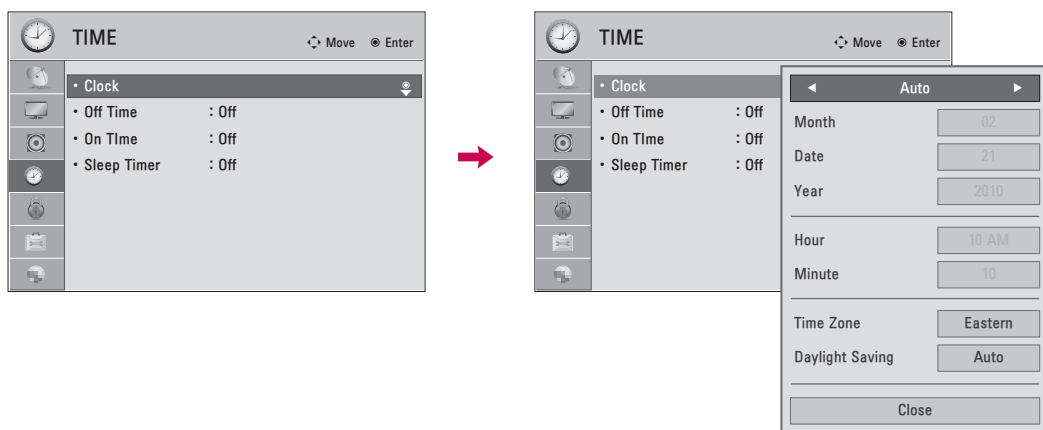 TIME
Move Enter
• Clock
• Off Time : Off
• On TIme : Off
• Sleep Timer : Off
TIME
Move Enter
• Clock
• Off Time : Off
• On TIme : Off
• Sleep Timer : Off
◄ Auto ►
Month 02
Date 21
Year 2010
Hour 10 AM
Minute 10
Time Zone Eastern
Daylight Saving Auto
Close